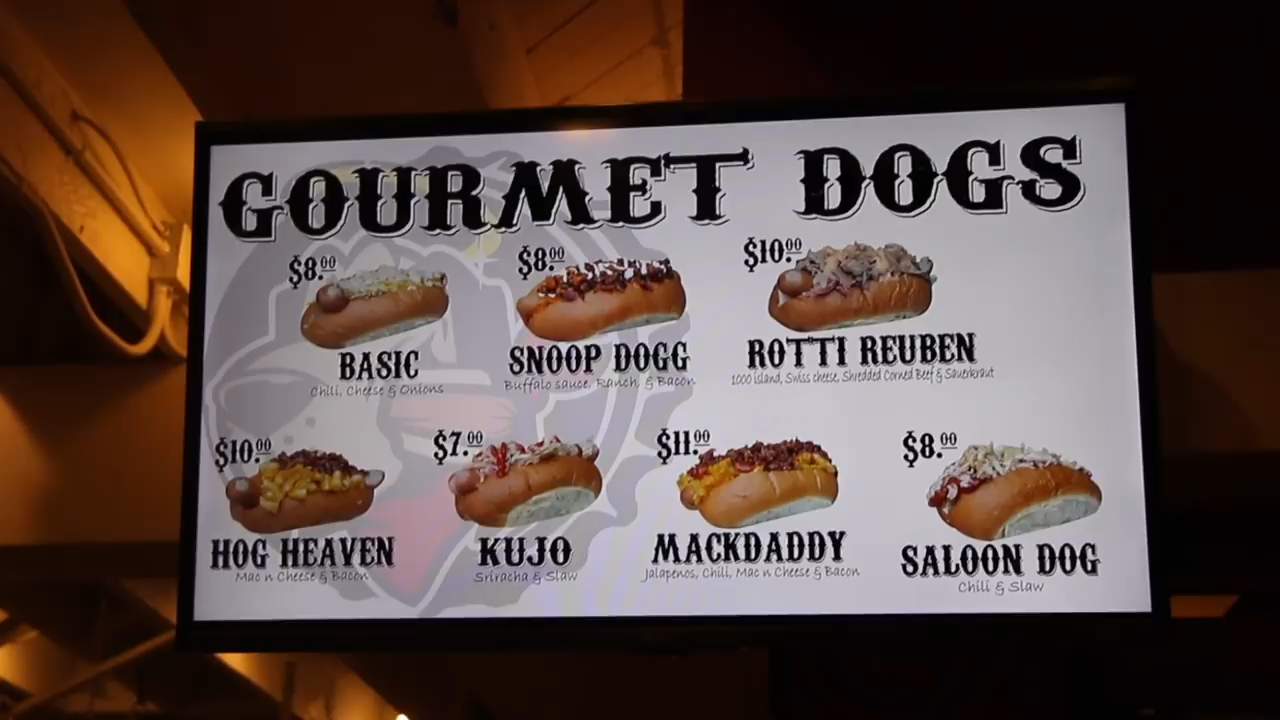 GOURMET DOGS
$8.00 $8.00 $10.00
BASIC SNOOP DOGG ROTTI REUBEN
Chili, Cheese & Onions Buffalo sauce, Ranch, & Bacon 1000 Island, Swiss cheese, Shredded Corned Beef & Sauerkraut
$10.00 $7.00 $11.00 $8.00
HOG HEAVEN KUJO MACKDADDY SALOON DOG
Mac n Cheese & Bacon Sriracha & Slaw Jalapenos, Chili, Mac n Cheese & Bacon Chili & Slaw